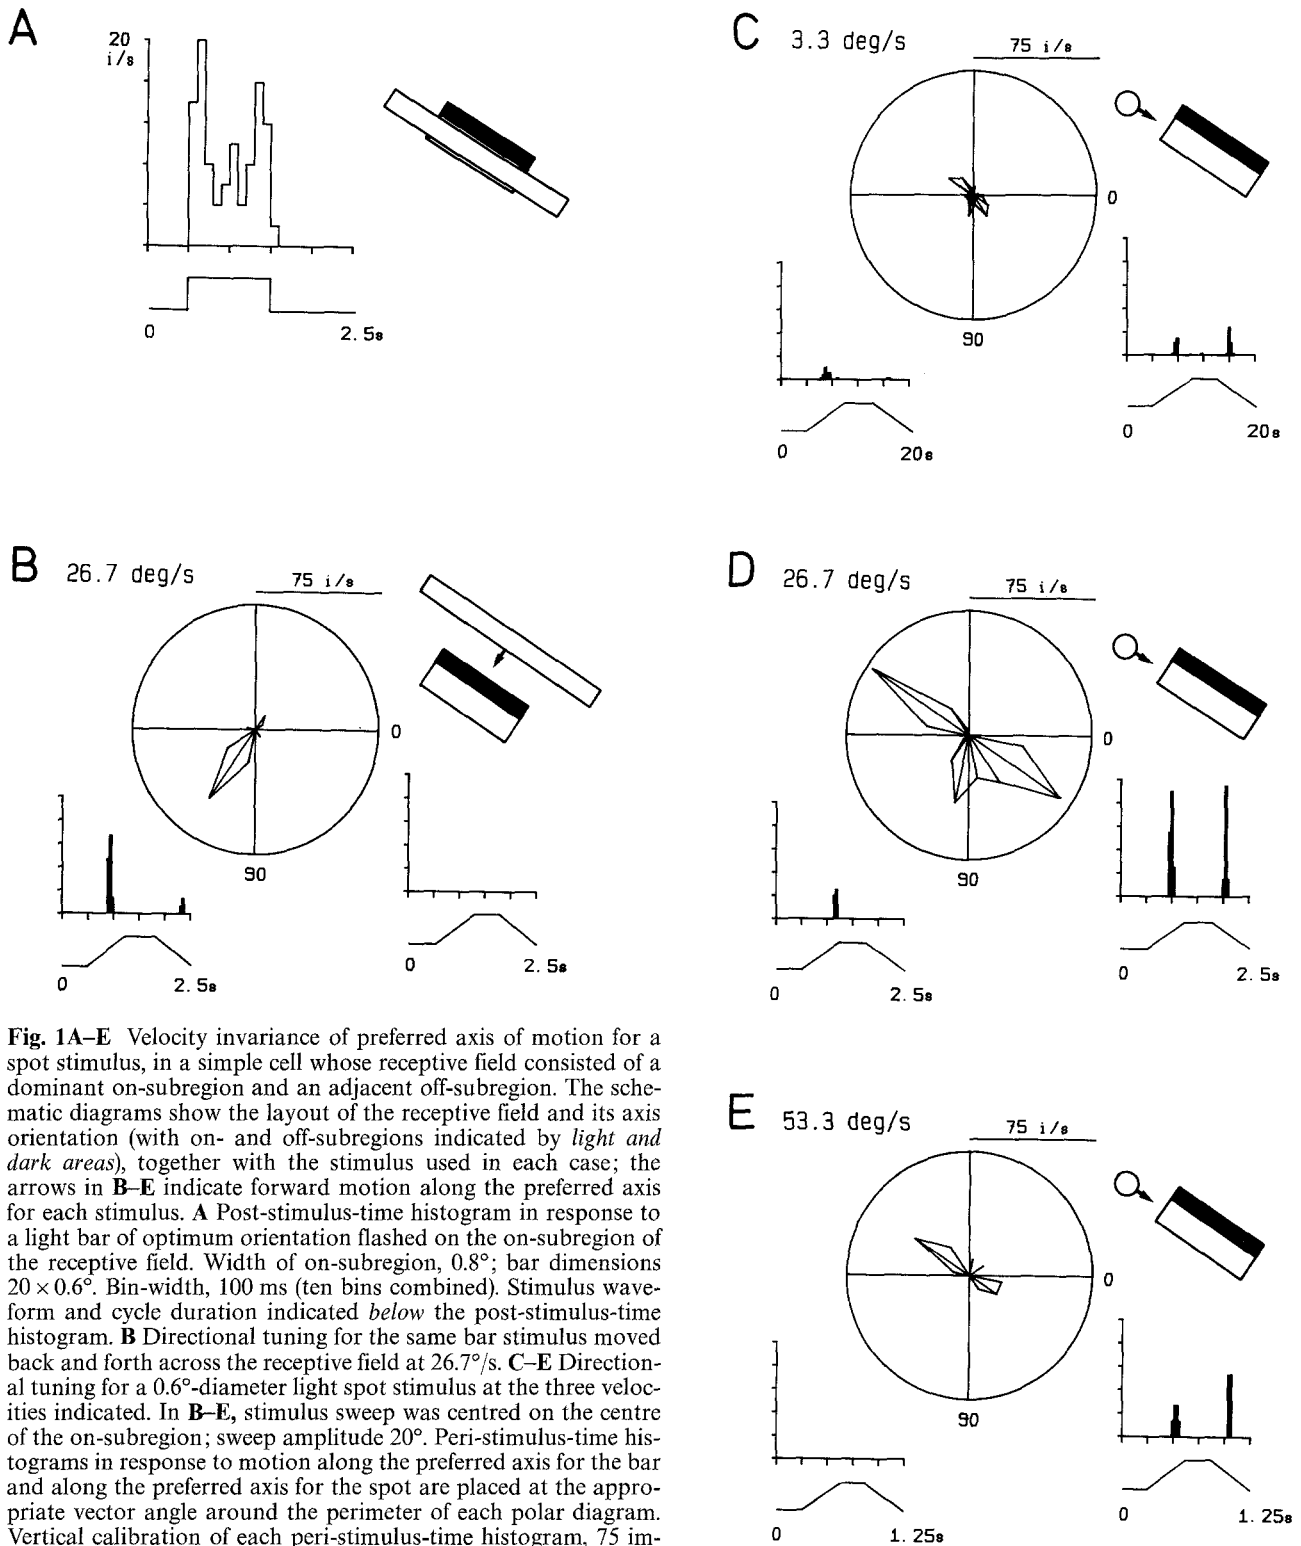 A
20
i/s
0
2.5s
B
26.7 deg/s
75 i/s
0
90
0
2.5s
0
2.5s
C
3.3 deg/s
75 i/s
0
90
0
20s
0
20s
D
26.7 deg/s
75 i/s
0
90
0
2.5s
0
2.5s
E
53.3 deg/s
75 i/s
0
90
0
1.25s
0
1.25s
Fig. 1A–E Velocity invariance of preferred axis of motion for a
spot stimulus, in a simple cell whose receptive field consisted of a
dominant on-subregion and an adjacent off-subregion. The sche-
matic diagrams show the layout of the receptive field and its axis
orientation (with on- and off-subregions indicated by light and
dark areas), together with the stimulus used in each case; the
arrows in B–E indicate forward motion along the preferred axis
for each stimulus. A Post-stimulus-time histogram in response to
a light bar of optimum orientation flashed on the on-subregion of
the receptive field. Width of on-subregion, 0.8°; bar dimensions
20 × 0.6°. Bin-width, 100 ms (ten bins combined). Stimulus wave-
form and cycle duration indicated below the post-stimulus-time
histogram. B Directional tuning for the same bar stimulus moved
back and forth across the receptive field at 26.7°/s. C–E Direction-
al tuning for a 0.6°-diameter light spot stimulus at the three veloc-
ities indicated. In B–E, stimulus sweep was centred on the centre
of the on-subregion; sweep amplitude 20°. Peri-stimulus-time his-
tograms in response to motion along the preferred axis for the bar
and along the preferred axis for the spot are placed at the appro-
priate vector angle around the perimeter of each polar diagram.
Vertical calibration of each peri-stimulus-time histogram, 75 im-